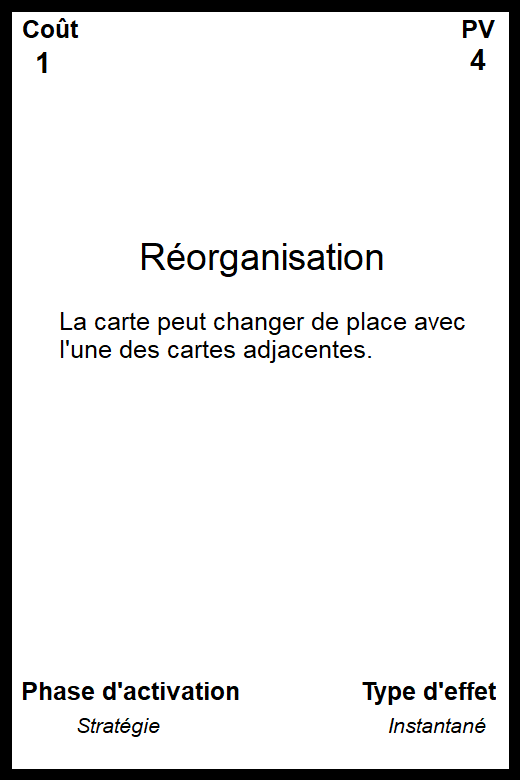 Coût PV
1 4
Réorganisation
La carte peut changer de place avec
l'une des cartes adjacentes.
Phase d'activation Type d'effet
Stratégie Instantané